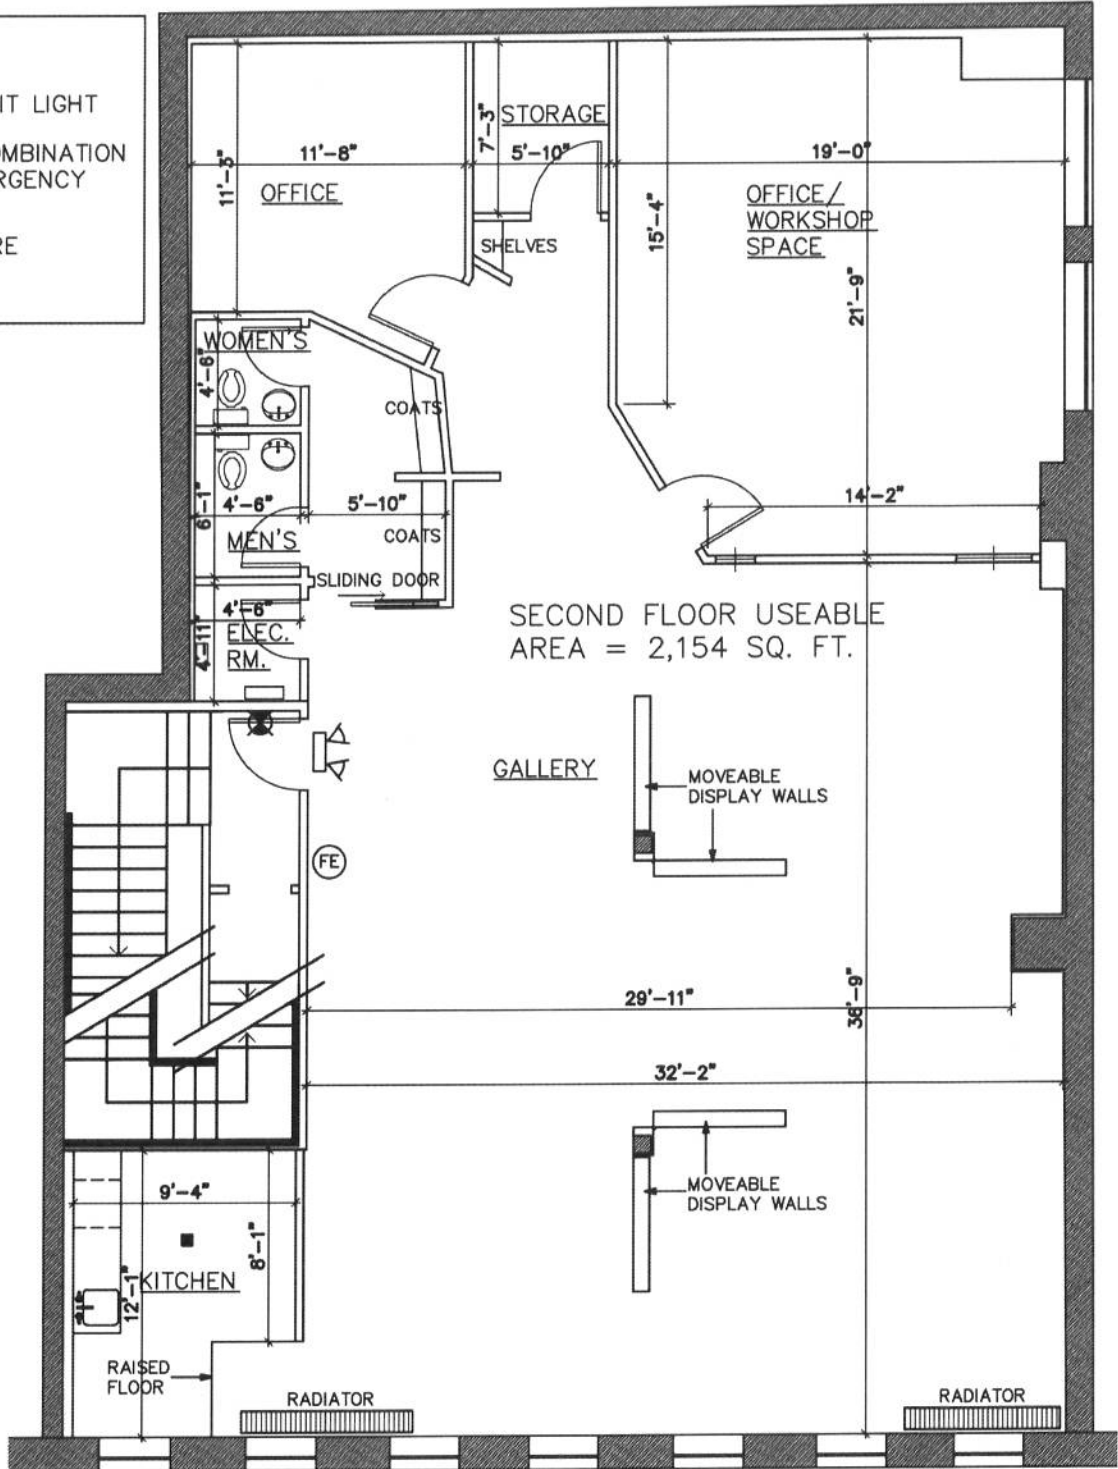 IT LIGHT
OMBINATION
RGENCY
RE
STORAGE
7'-3"
5'-10"
11'-8"
11'-3"
OFFICE
19'-0"
OFFICE/
WORKSHOP
SPACE
15'-4"
21'-9"
SHELVES
WOMEN'S
4'-6"
COATS
14'-2"
6'-1"
4'-6"
5'-10"
MEN'S
COATS
SLIDING DOOR
4'-6"
4'-11"
ELEC.
RM.
SECOND FLOOR USEABLE
AREA = 2,154 SQ. FT.
GALLERY
MOVEABLE
DISPLAY WALLS
FE
29'-11"
36'-9"
32'-2"
MOVEABLE
DISPLAY WALLS
9'-4"
8'-1"
12'-1"
KITCHEN
RAISED
FLOOR
RADIATOR
RADIATOR